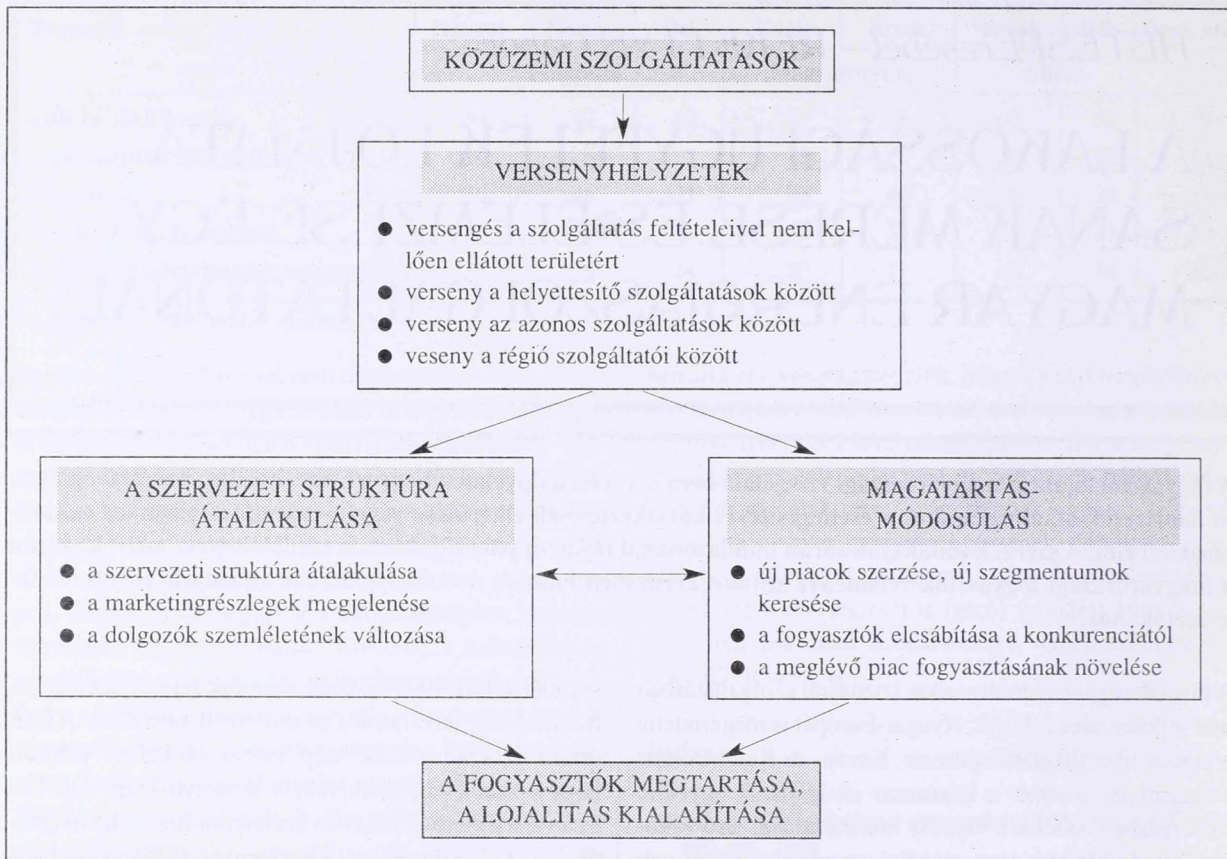 KÖZÜZEMI SZOLGÁLTATÁSOK
VERSENYHELYZETEK
● versengés a szolgáltatás feltételeivel nem kel-
lően ellátott területért
● verseny a helyettesítő szolgáltatások között
● verseny az azonos szolgáltatások között
● veseny a régió szolgáltatói között
A SZERVEZETI STRUKTÚRA
ÁTALAKULÁSA
● a szervezeti struktúra átalakulása
● a marketingrészlegek megjelenése
● a dolgozók szemléletének változása
MAGATARTÁS-
MÓDOSULÁS
● új piacok szerzése, új szegmentumok
keresése
● a fogyasztók elcsábítása a konkurenciától
● a meglévő piac fogyasztásának növelése
A FOGYASZTÓK MEGTARTÁSA,
A LOJALITÁS KIALAKÍTÁSA